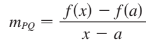 m_{PQ} = \frac{f(x) - f(a)}{x - a}